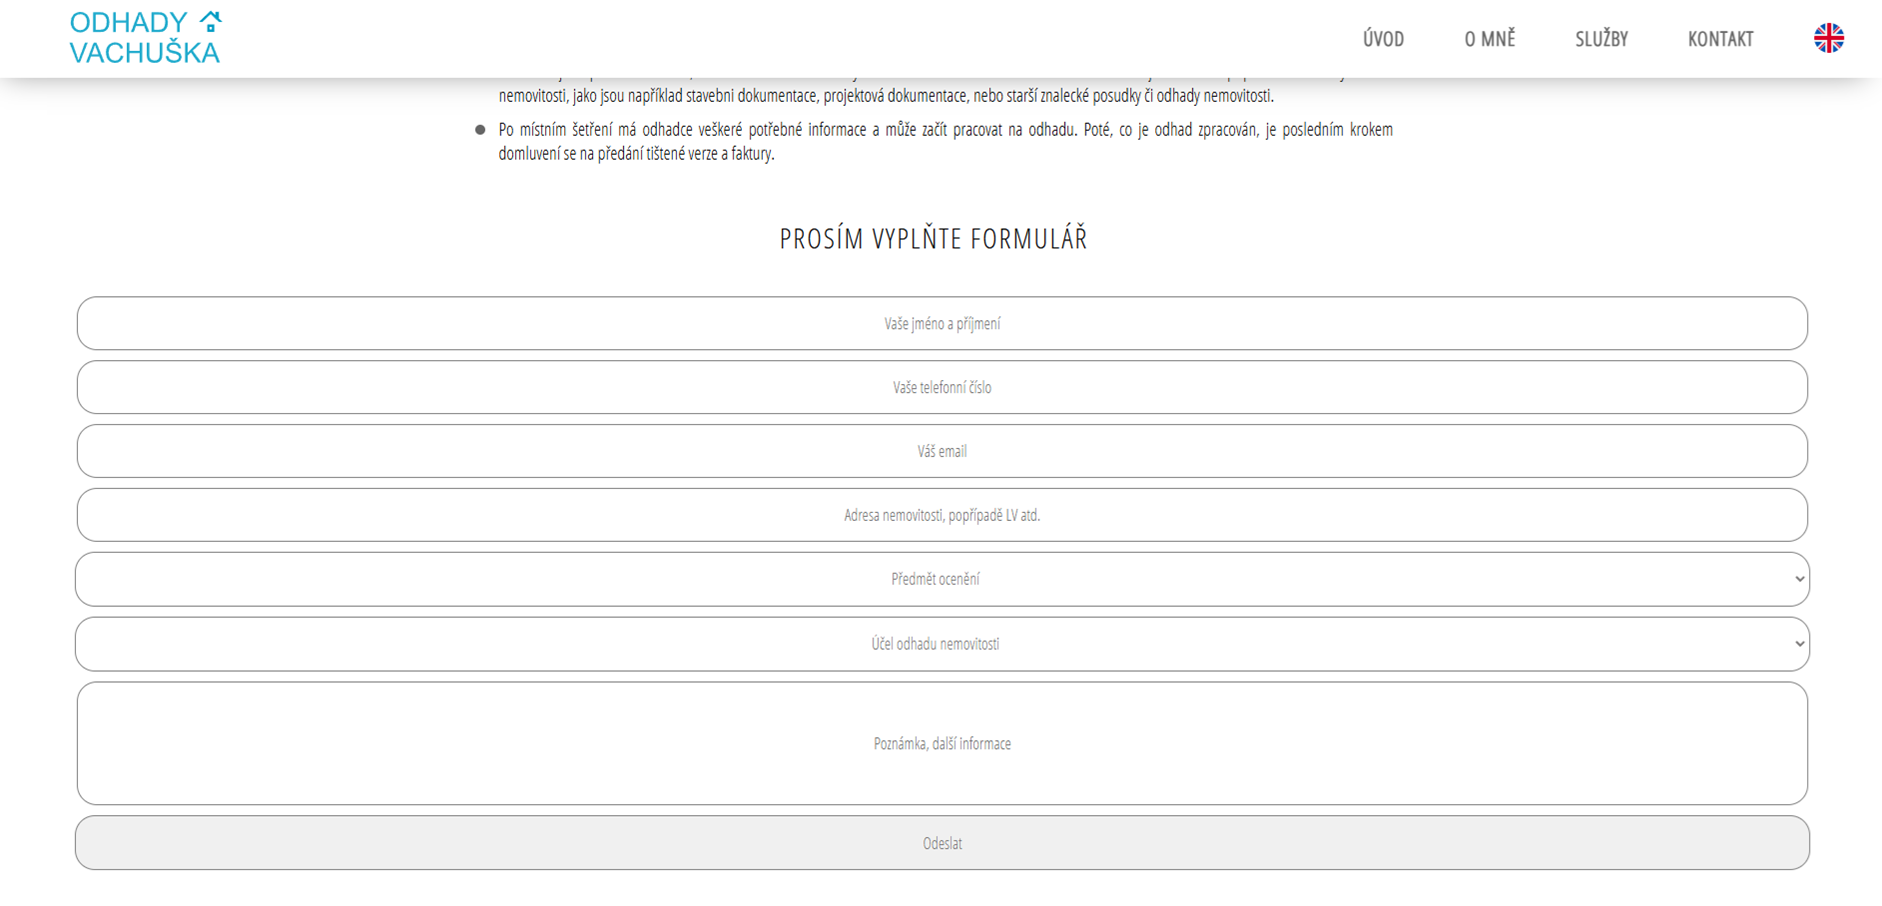 ODHADY
VACHUŠKA
ÚVOD
O MNĚ
SLUŽBY
KONTAKT
nemovitosti, jako jsou například stavebni dokumentace, projektová dokumentace, nebo starší znalecké posudky či odhady nemovitosti.
Po místním šetření má odhadce veškeré potřebné informace a může začít pracovat na odhadu. Poté, co je odhad zpracován, je posledním krokem
domluvení se na předání tištené verze a faktury.
PROSÍM VYPLŇTE FORMULÁŘ
Vaše jméno a příjmení
Vaše telefonní číslo
Váš email
Adresa nemovitosti, popřípadě LV atd.
Předmět ocenění
Účel odhadu nemovitosti
Poznámka, další informace
Odeslat